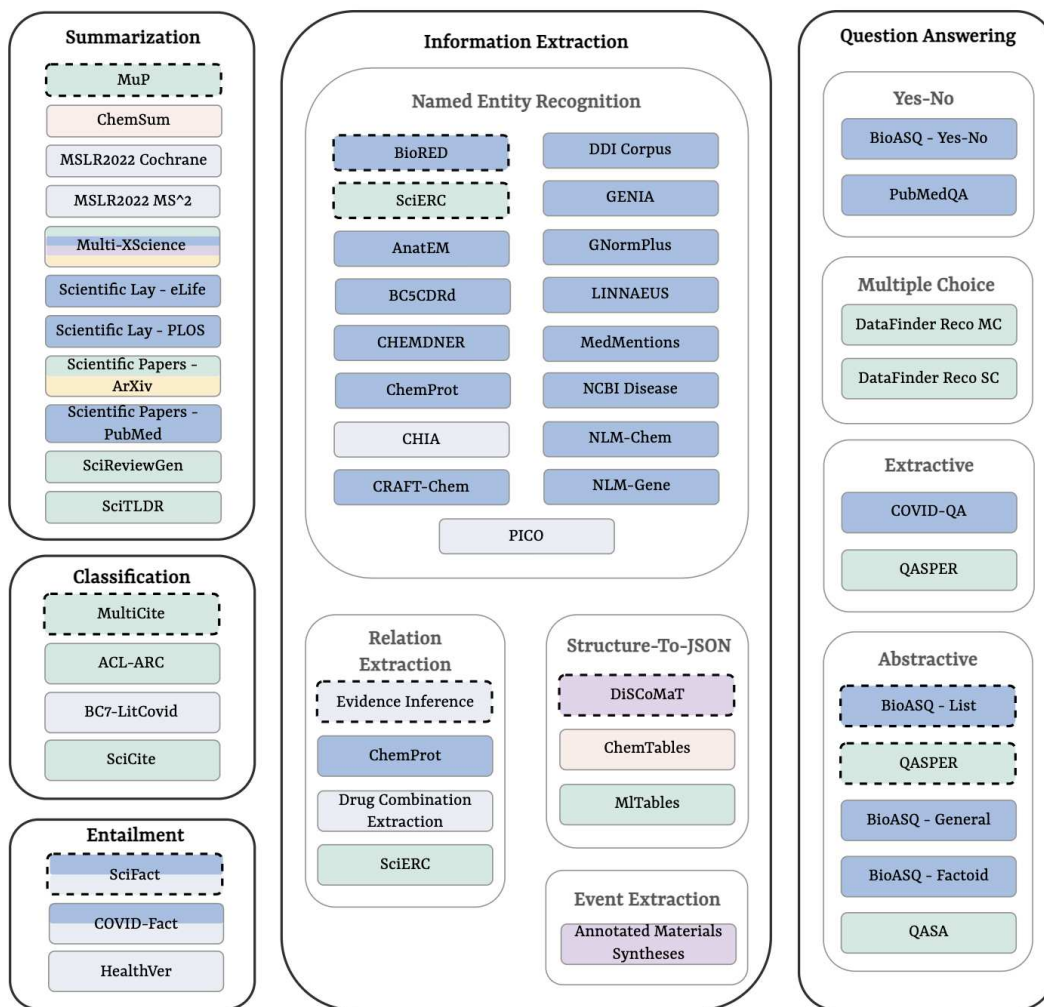 Summarization
MuP
ChemSum
MSLR2022 Cochrane
MSLR2022 MS^2
Multi-XScience
Scientific Lay - eLife
Scientific Lay - PLOS
Scientific Papers -
ArXiv
Scientific Papers -
PubMed
SciReviewGen
SciTLDR
Classification
MultiCite
ACL-ARC
BC7-LitCovid
SciCite
Entailment
SciFact
COVID-Fact
HealthVer
Information Extraction
Named Entity Recognition
BioRED
SciERC
AnatEM
BC5CDRd
CHEMDNER
ChemProt
CHIA
CRAFT-Chem
DDI Corpus
GENIA
GNormPlus
LINNAEUS
MedMentions
NCBI Disease
NLM-Chem
NLM-Gene
PICO
Relation
Extraction
Evidence Inference
ChemProt
Drug Combination
Extraction
SciERC
Structure-To-JSON
DiSCoMaT
ChemTables
MlTables
Event Extraction
Annotated Materials
Syntheses
Question Answering
Yes-No
BioASQ - Yes-No
PubMedQA
Multiple Choice
DataFinder Reco MC
DataFinder Reco SC
Extractive
COVID-QA
QASPER
Abstractive
BioASQ - List
QASPER
BioASQ - General
BioASQ - Factoid
QASA